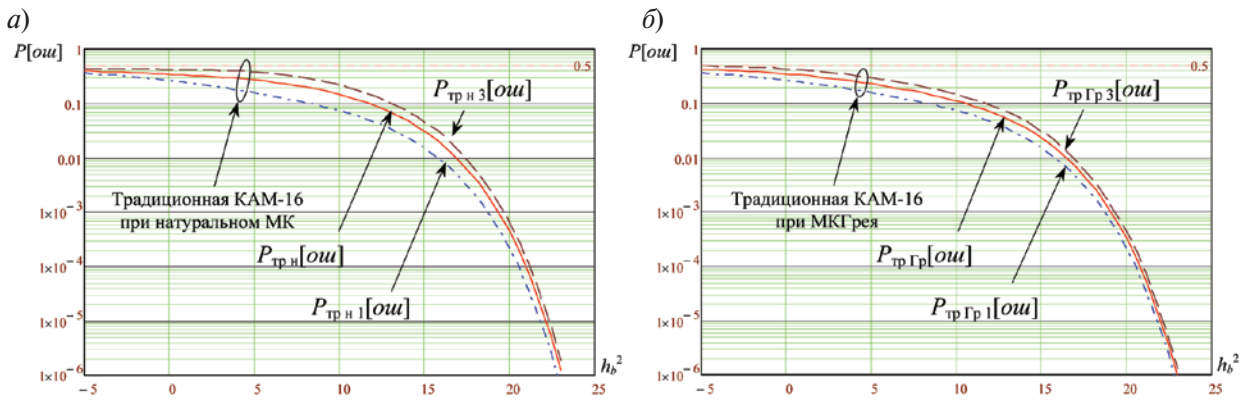 а)
P[ош]
1
0.1
0.01
1×10⁻³
1×10⁻⁴
1×10⁻⁵
1×10⁻⁶
0.5
P тр н 3[ош]
Традиционная КАМ-16
при натуральном МК
P тр н[ош]
P тр н 1[ош]
−5
0
5
10
15
20
25
h_b²
б)
P[ош]
1
0.1
0.01
1×10⁻³
1×10⁻⁴
1×10⁻⁵
1×10⁻⁶
0.5
P тр Гр 3[ош]
Традиционная КАМ-16
при МКГрея
P тр Гр[ош]
P тр Гр 1[ош]
−5
0
5
10
15
20
25
h_b²